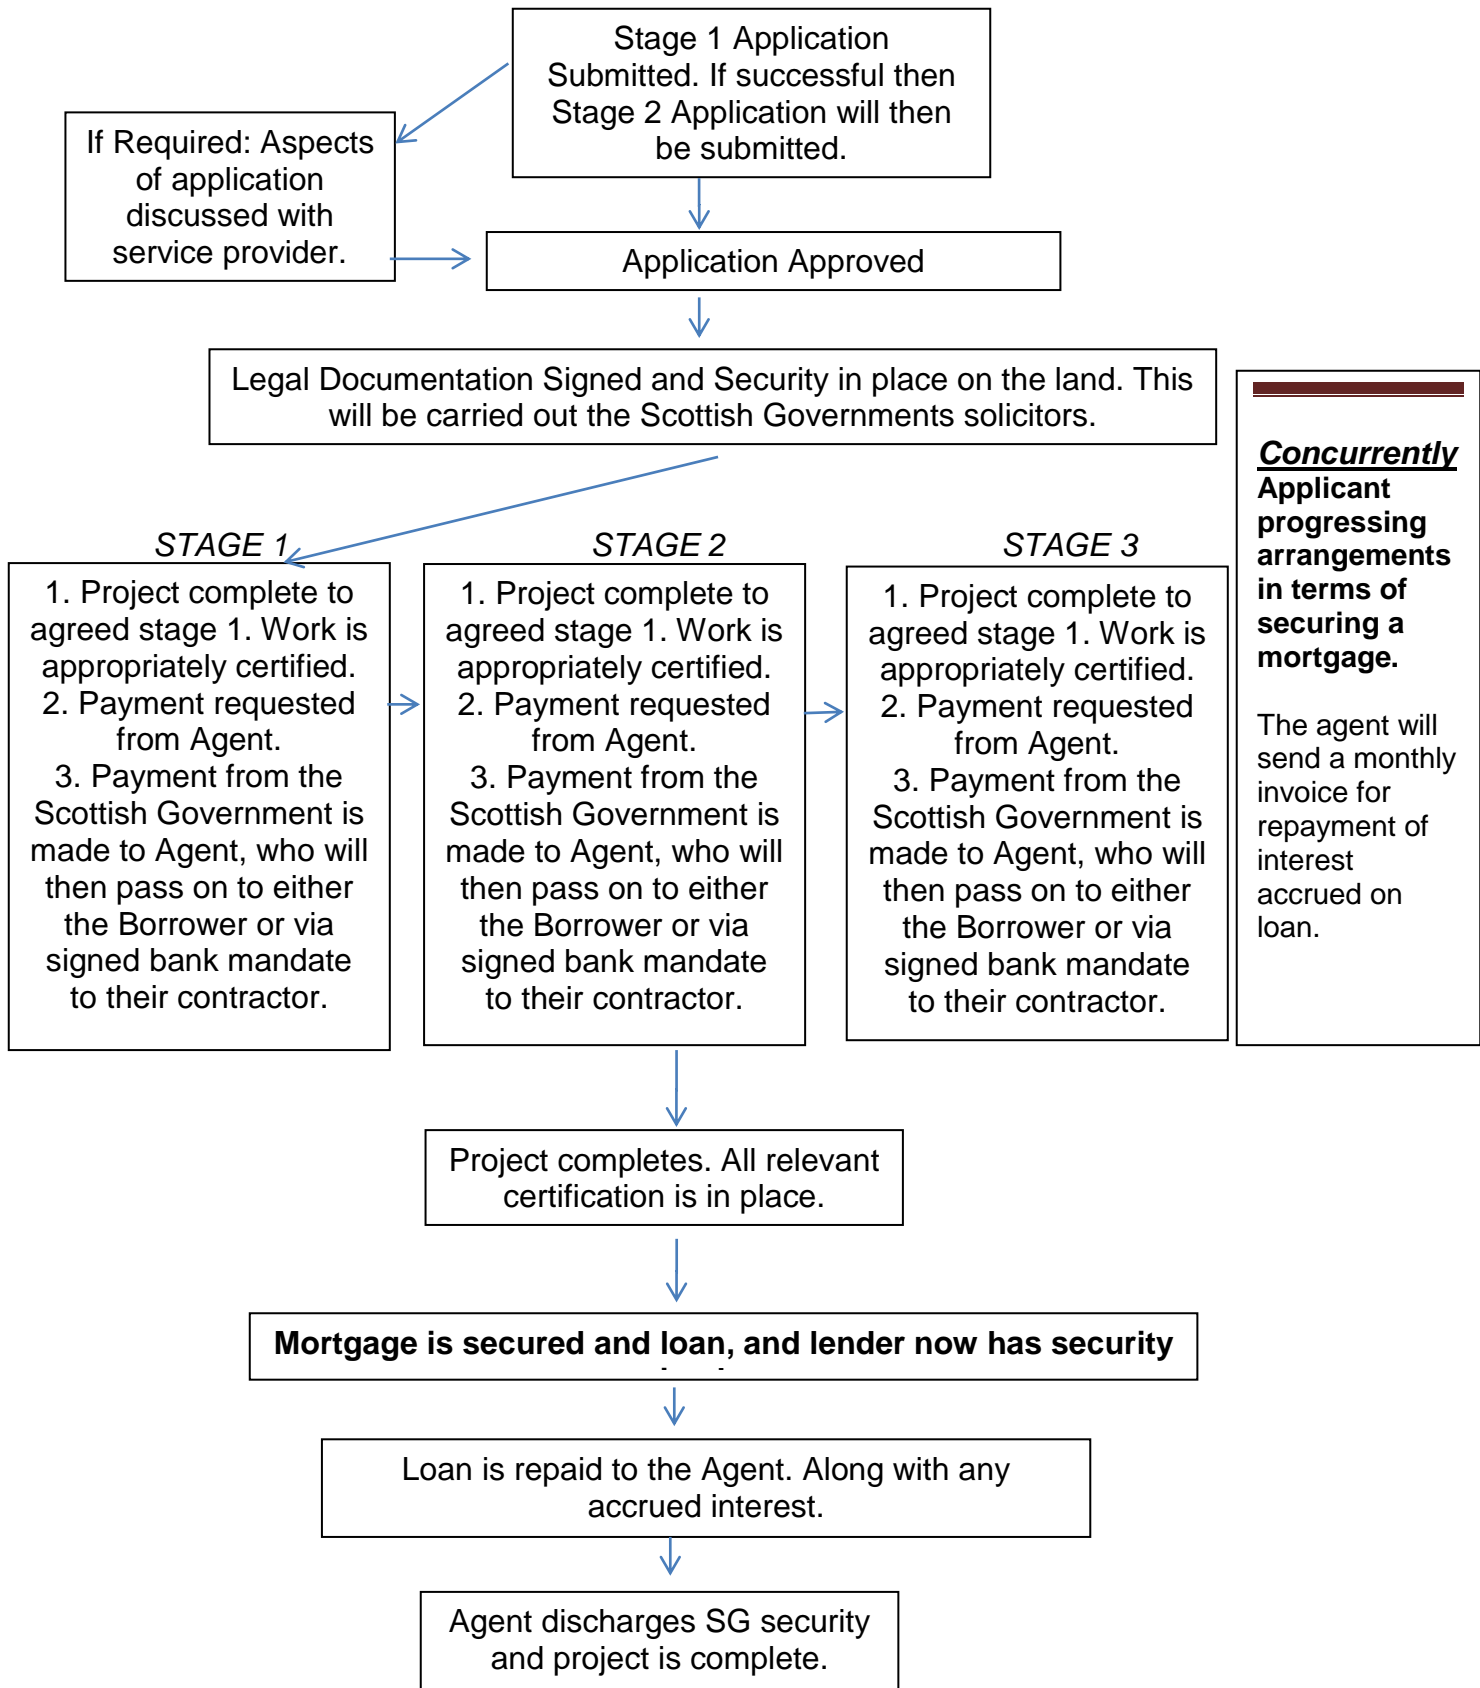 Stage 1 Application
Submitted. If successful then
Stage 2 Application will then
be submitted.
If Required: Aspects
of application
discussed with
service provider.
Application Approved
Legal Documentation Signed and Security in place on the land. This
will be carried out the Scottish Governments solicitors.
STAGE 1
1. Project complete to
agreed stage 1. Work is
appropriately certified.
2. Payment requested
from Agent.
3. Payment from the
Scottish Government is
made to Agent, who will
then pass on to either
the Borrower or via
signed bank mandate
to their contractor.
STAGE 2
1. Project complete to
agreed stage 1. Work is
appropriately certified.
2. Payment requested
from Agent.
3. Payment from the
Scottish Government is
made to Agent, who will
then pass on to either
the Borrower or via
signed bank mandate
to their contractor.
STAGE 3
1. Project complete to
agreed stage 1. Work is
appropriately certified.
2. Payment requested
from Agent.
3. Payment from the
Scottish Government is
made to Agent, who will
then pass on to either
the Borrower or via
signed bank mandate
to their contractor.
Concurrently
Applicant
progressing
arrangements
in terms of
securing a
mortgage.
The agent will
send a monthly
invoice for
repayment of
interest
accrued on
loan.
Project completes. All relevant
certification is in place.
Mortgage is secured and loan, and lender now has security
Loan is repaid to the Agent. Along with any
accrued interest.
Agent discharges SG security
and project is complete.